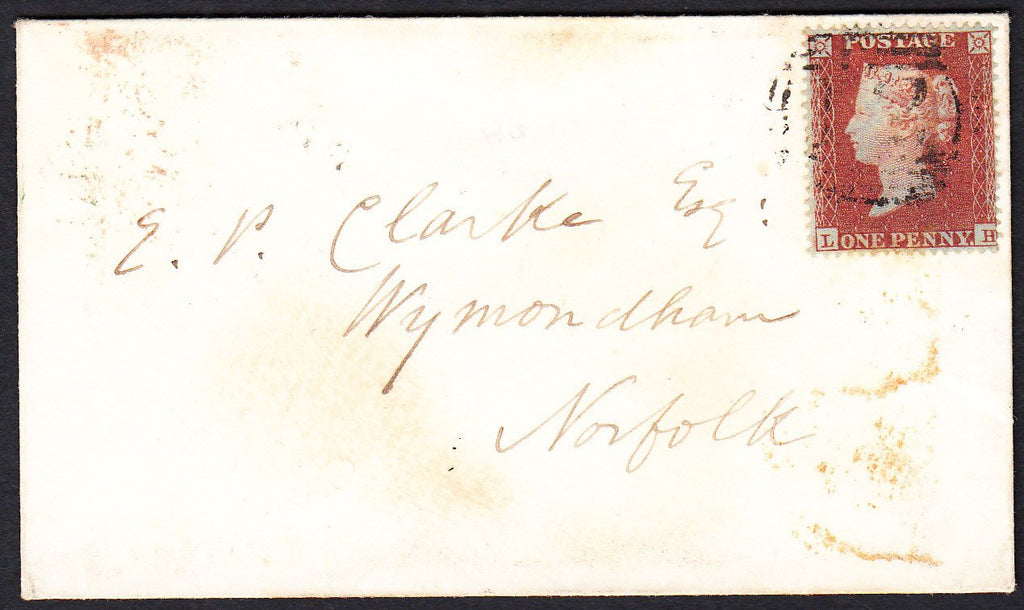 POSTAGE
L ONE PENNY. H
E. P. Clarke Esq:
Wymondham
Norfolk